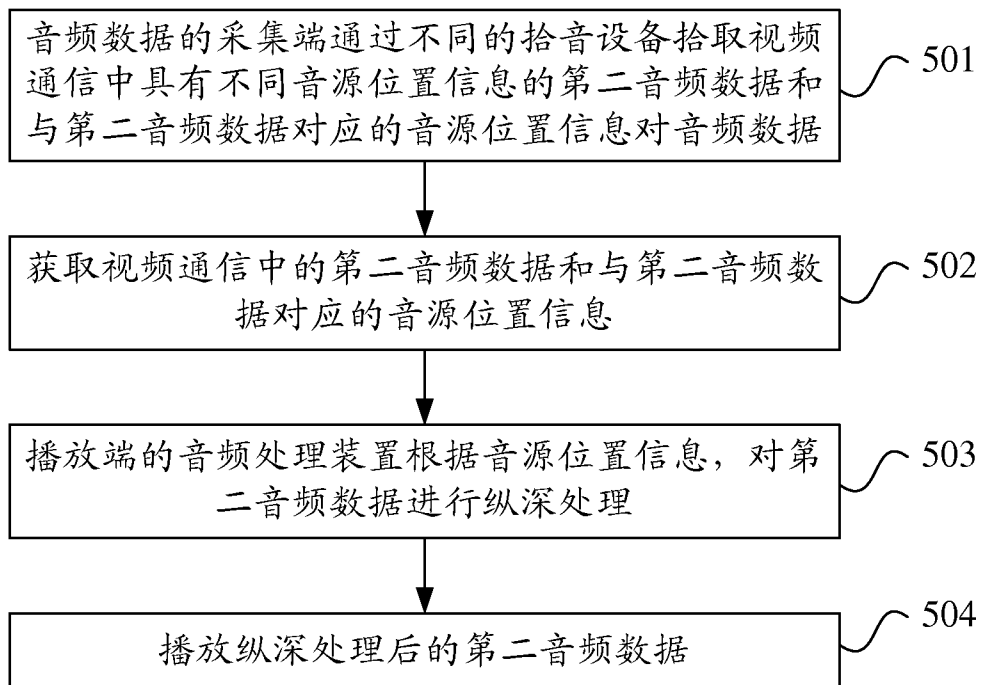 音频数据的采集端通过不同的拾音设备拾取视频
通信中具有不同音源位置信息的第二音频数据和
与第二音频数据对应的音源位置信息对音频数据
501
获取视频通信中的第二音频数据和与第二音频数
据对应的音源位置信息
502
播放端的音频处理装置根据音源位置信息，对第
二音频数据进行纵深处理
503
播放纵深处理后的第二音频数据
504